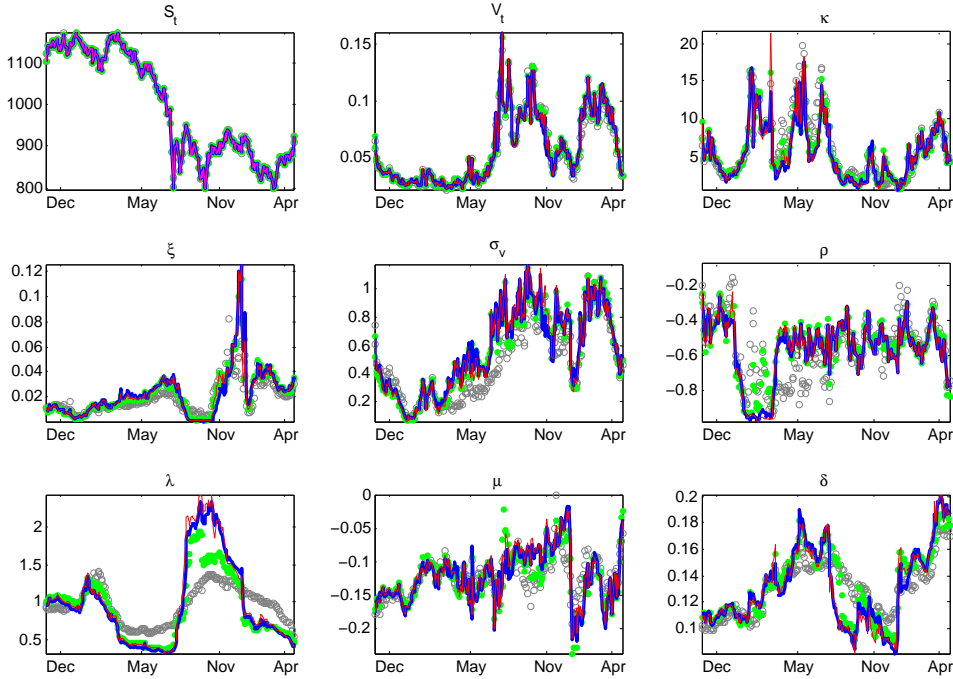 S_t
V_t
κ
1100
1000
900
800
Dec May Nov Apr
0.15
0.1
0.05
Dec May Nov Apr
20
15
10
5
Dec May Nov Apr
ξ
σ_v
ρ
0.12
0.1
0.08
0.06
0.04
0.02
Dec May Nov Apr
1
0.8
0.6
0.4
0.2
Dec May Nov Apr
−0.2
−0.4
−0.6
−0.8
Dec May Nov Apr
λ
μ
δ
2
1.5
1
0.5
Dec May Nov Apr
0
−0.05
−0.1
−0.15
−0.2
Dec May Nov Apr
0.2
0.18
0.16
0.14
0.12
0.1
Dec May Nov Apr